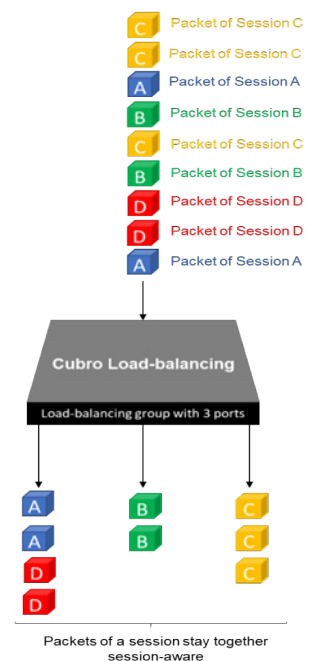 C Packet of Session C
C Packet of Session C
A Packet of Session A
B Packet of Session B
C Packet of Session C
B Packet of Session B
D Packet of Session D
D Packet of Session D
A Packet of Session A
Cubro Load-balancing
Load-balancing group with 3 ports
A B C
A B C
D C
D
Packets of a session stay together
session-aware